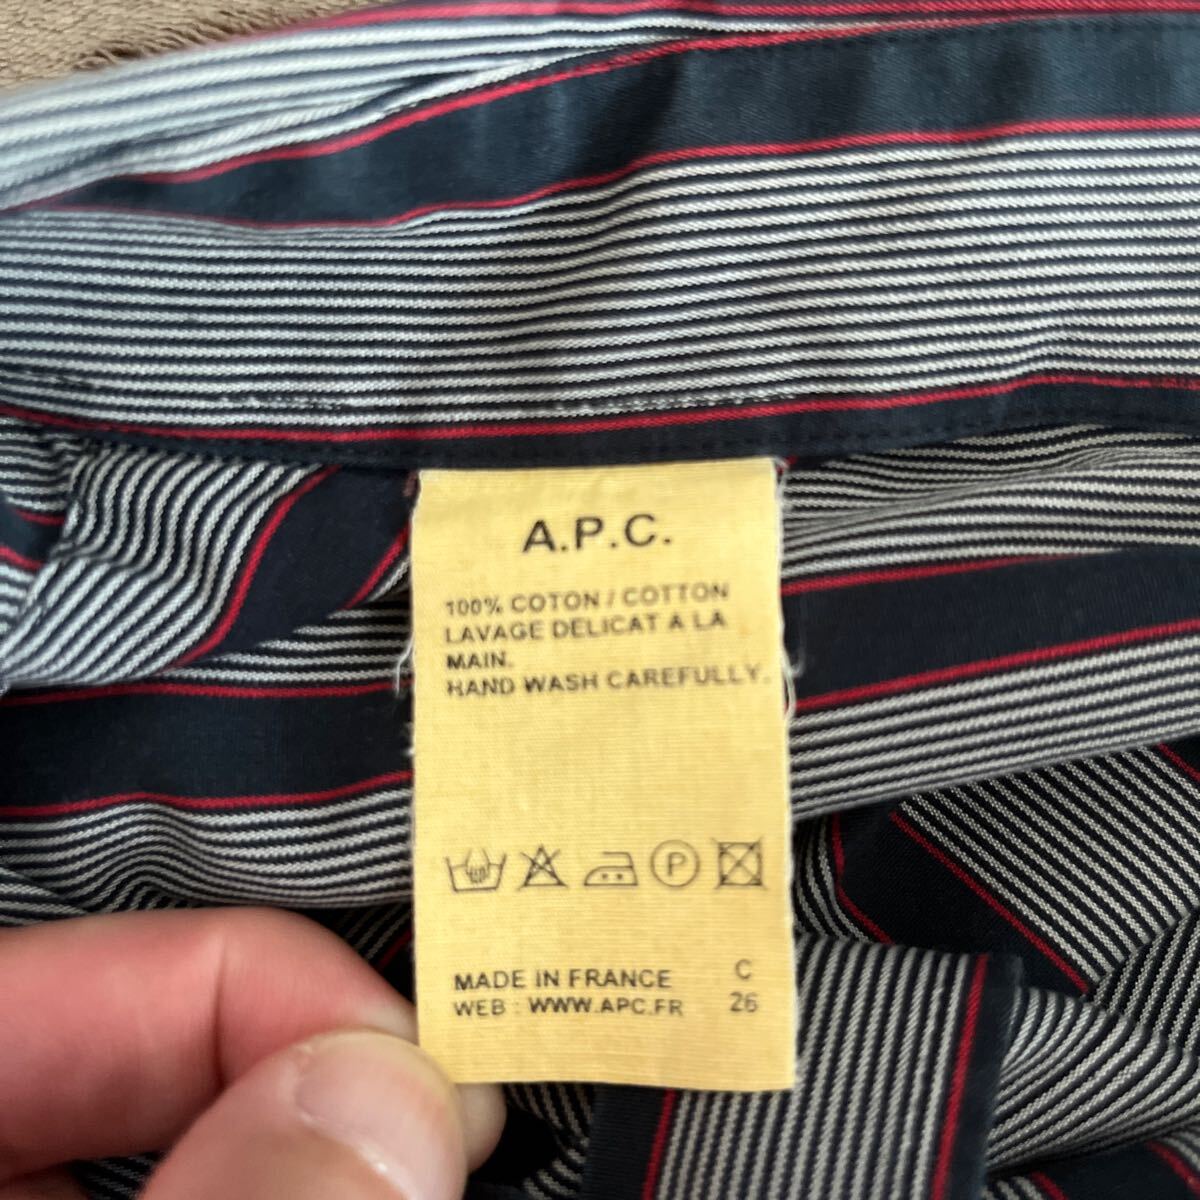 A.P.C.
100% COTON / COTTON
LAVAGE DELICAT A LA
MAIN.
HAND WASH CAREFULLY.
P
MADE IN FRANCE C
WEB : WWW.APC.FR 26